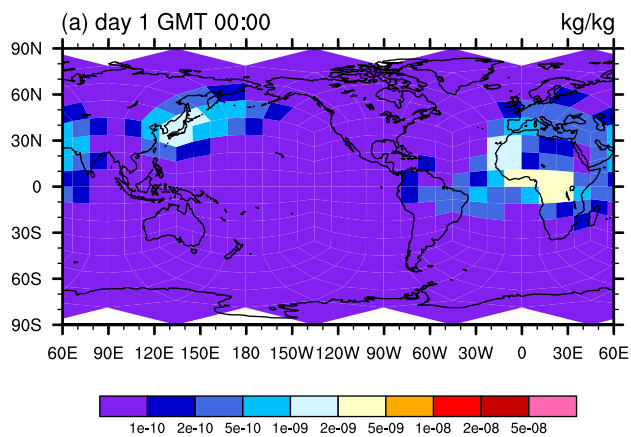 (a) day 1 GMT 00:00 kg/kg
90N
60N
30N
0
30S
60S
90S
60E 90E 120E 150E 180 150W 120W 90W 60W 30W 0 30E 60E
1e-10 2e-10 5e-10 1e-09 2e-09 5e-09 1e-08 2e-08 5e-08